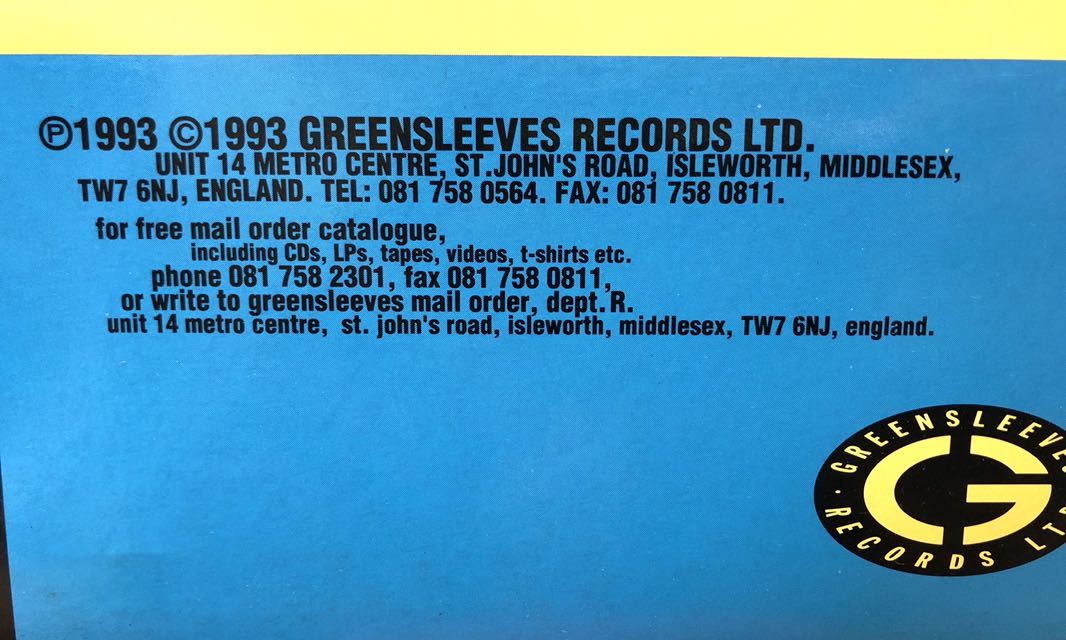 ℗1993 ©1993 GREENSLEEVES RECORDS LTD.
UNIT 14 METRO CENTRE, ST.JOHN'S ROAD, ISLEWORTH, MIDDLESEX,
TW7 6NJ, ENGLAND. TEL: 081 758 0564. FAX: 081 758 0811.
for free mail order catalogue,
including CDs, LPs, tapes, videos, t-shirts etc.
phone 081 758 2301, fax 081 758 0811,
or write to greensleeves mail order, dept. R.
unit 14 metro centre, st. john's road, isleworth, middlesex, TW7 6NJ, england.
GREENSLEEVES
G
· RECORDS LTD